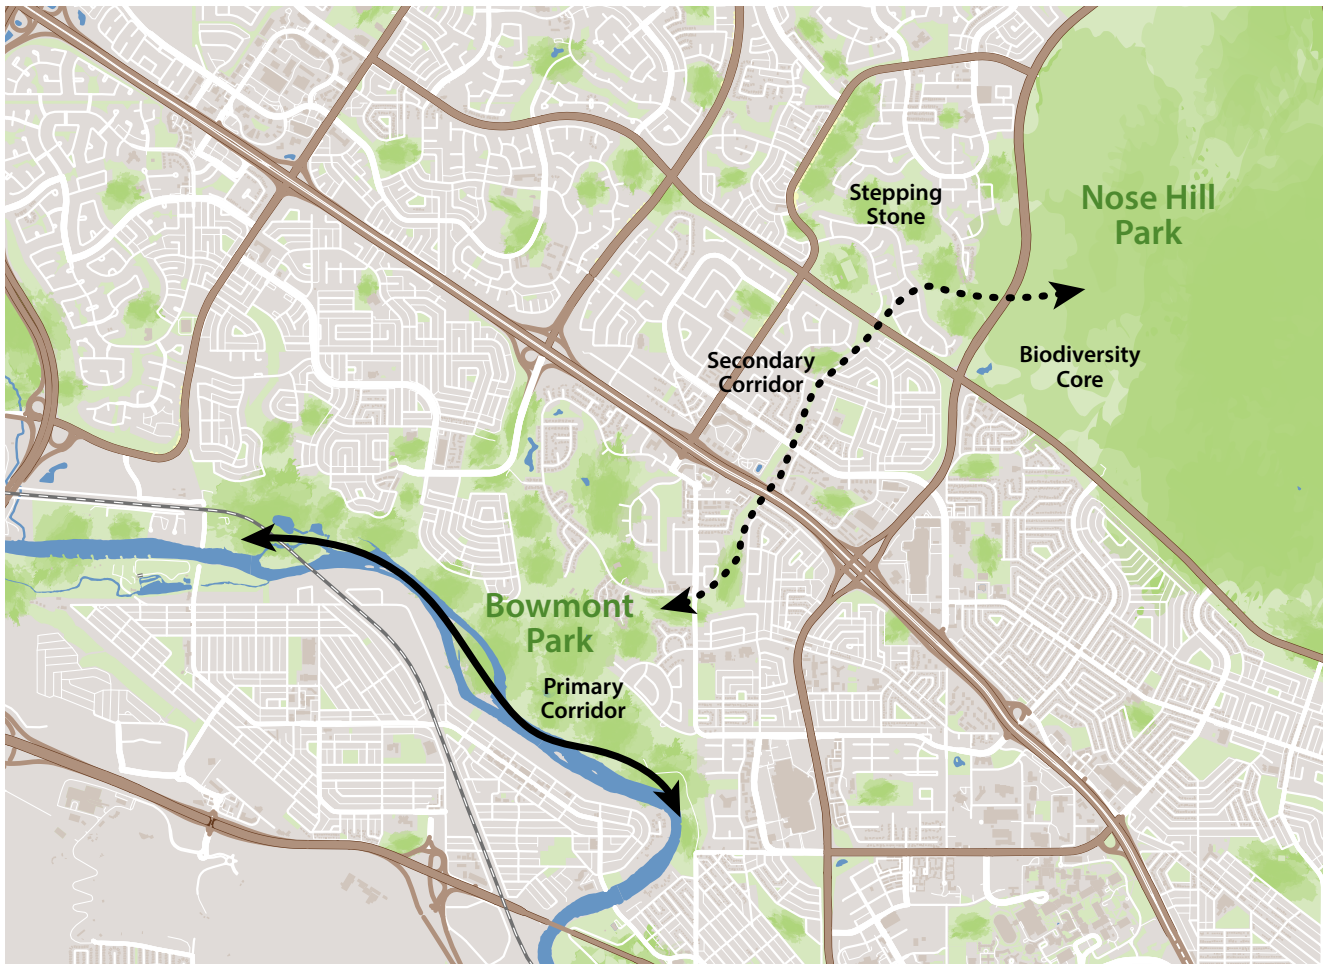 Stepping
Stone
Nose Hill
Park
Secondary
Corridor
Biodiversity
Core
Bowmont
Park
Primary
Corridor